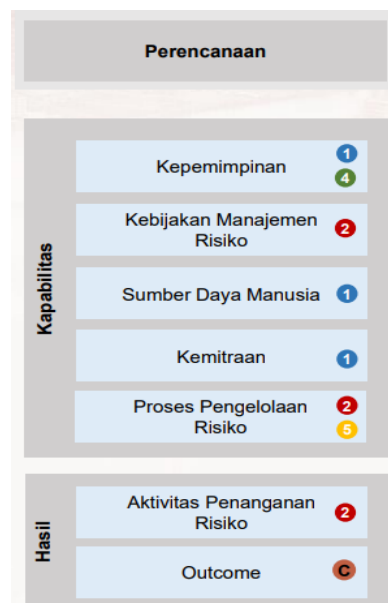 Perencanaan
Kapabilitas
Kepemimpinan
1
4
Kebijakan Manajemen
Risiko
2
Sumber Daya Manusia
1
Kemitraan
1
Proses Pengelolaan
Risiko
2
5
Hasil
Aktivitas Penanganan
Risiko
2
Outcome
C